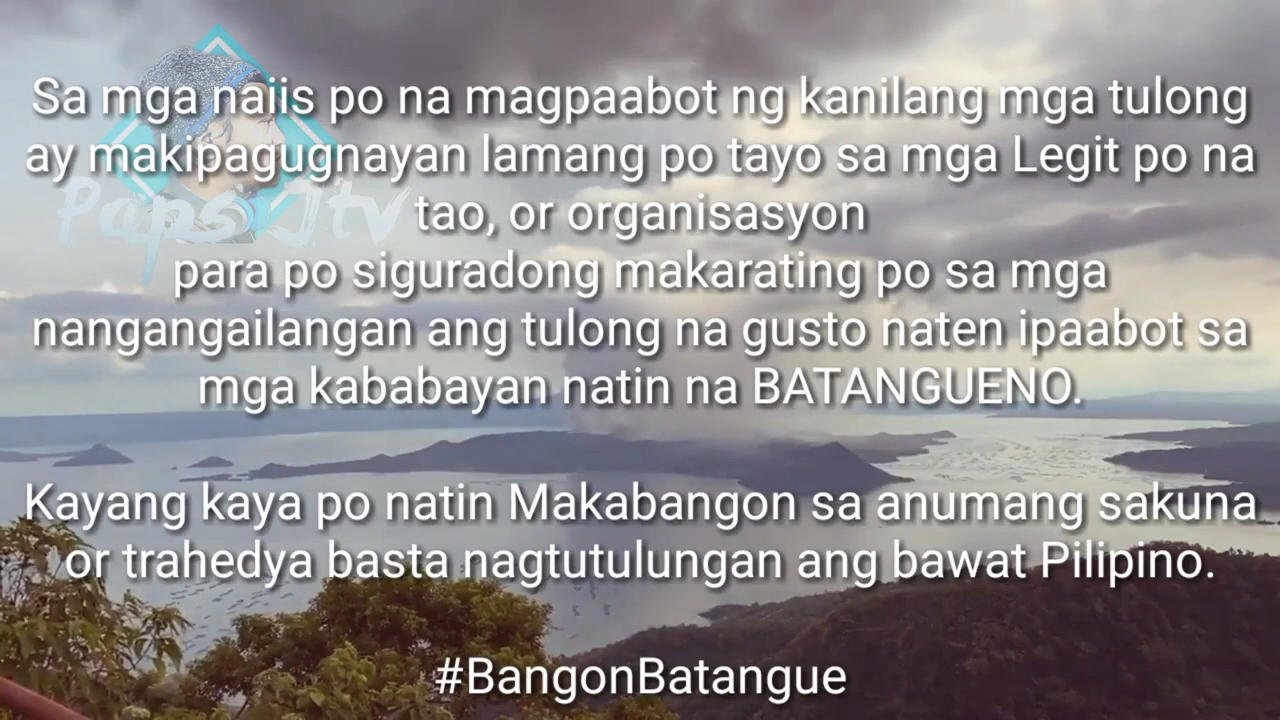 Sa mga naiis po na magpaabot ng kanilang mga tulong
ay makipagugnayan lamang po tayo sa mga Legit po na
tao, or organisasyon
para po siguradong makarating po sa mga
nangangailangan ang tulong na gusto naten ipaabot sa
mga kababayan natin na BATANGUENO.
Kayang kaya po natin Makabangon sa anumang sakuna
or trahedya basta nagtutulungan ang bawat Pilipino.
#BangonBatangue
Paps Jtv